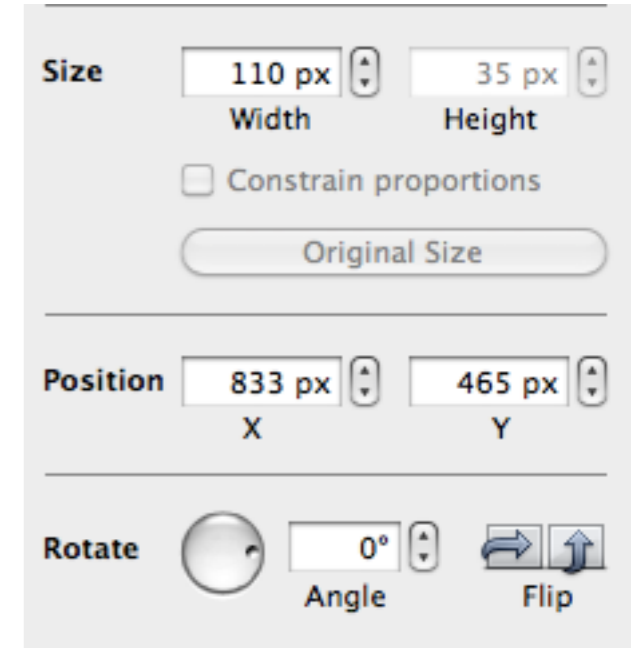 Size 110 px 35 px
Width Height
Constrain proportions
Original Size
Position 833 px 465 px
X Y
Rotate 0°
Angle Flip